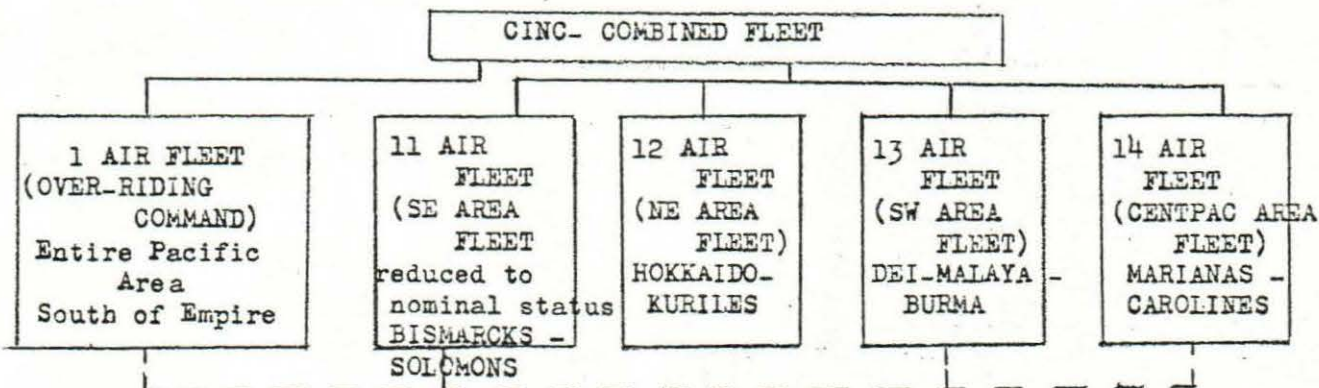 CINC- COMBINED FLEET
1 AIR FLEET
(OVER-RIDING
COMMAND)
Entire Pacific
Area
South of Empire
11 AIR
FLEET
(SE AREA
FLEET
reduced to
nominal status
BISMARCKS -
SOLOMONS
12 AIR
FLEET
(NE AREA
FLEET)
HOKKAIDO-
KURILES
13 AIR
FLEET
(SW AREA
FLEET)
DEI-MALAYA -
BURMA
14 AIR
FLEET
(CENTPAC AREA
FLEET)
MARIANAS -
CAROLINES